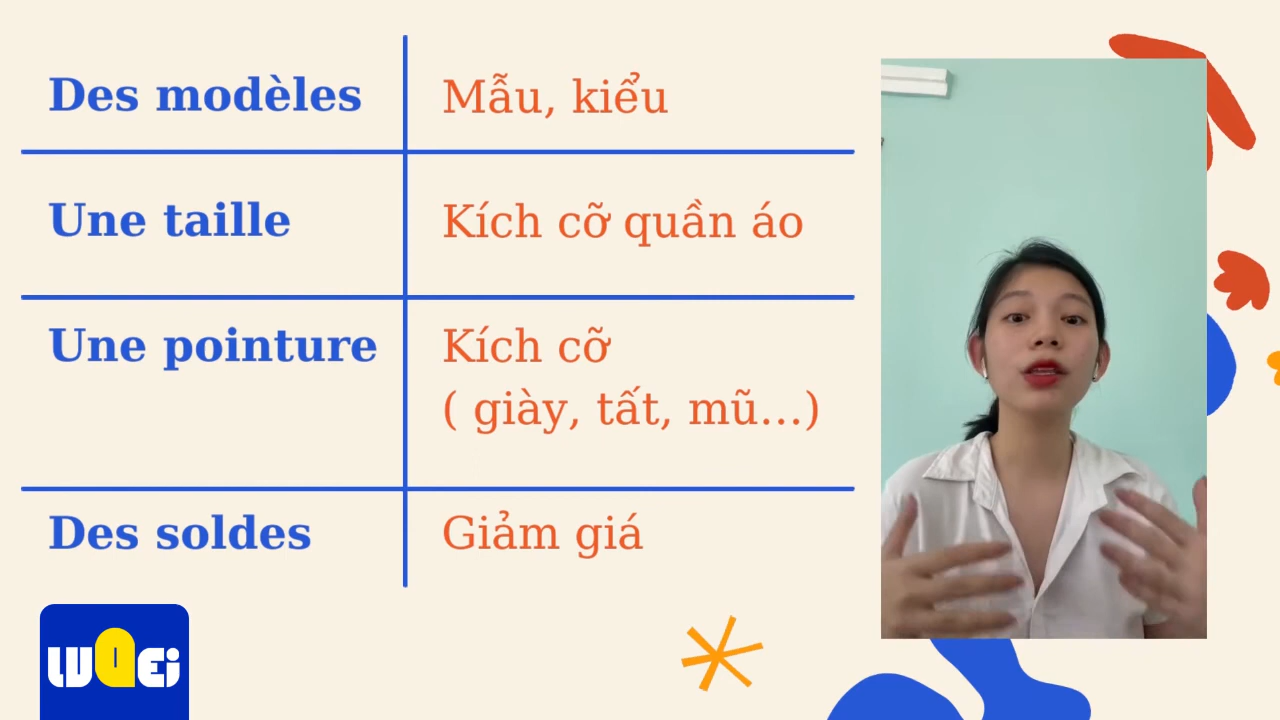 Des modèles
Mẫu, kiểu
Une taille
Kích cỡ quần áo
Une pointure
Kích cỡ
( giày, tất, mũ...)
Des soldes
Giảm giá
LUQEi